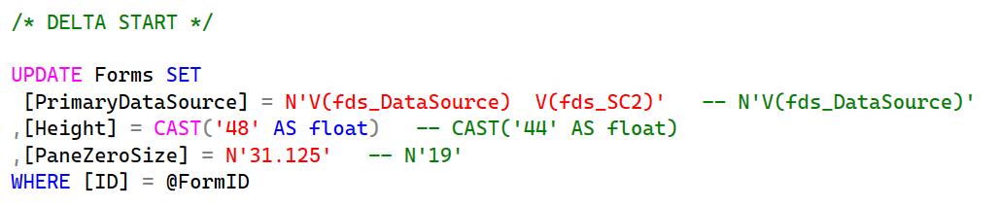 /* DELTA START */
UPDATE Forms SET
[PrimaryDataSource] = N'V(fds_DataSource)  V(fds_SC2)'   -- N'V(fds_DataSource)'
,[Height] = CAST('48' AS float)   -- CAST('44' AS float)
,[PaneZeroSize] = N'31.125'   -- N'19'
WHERE [ID] = @FormID